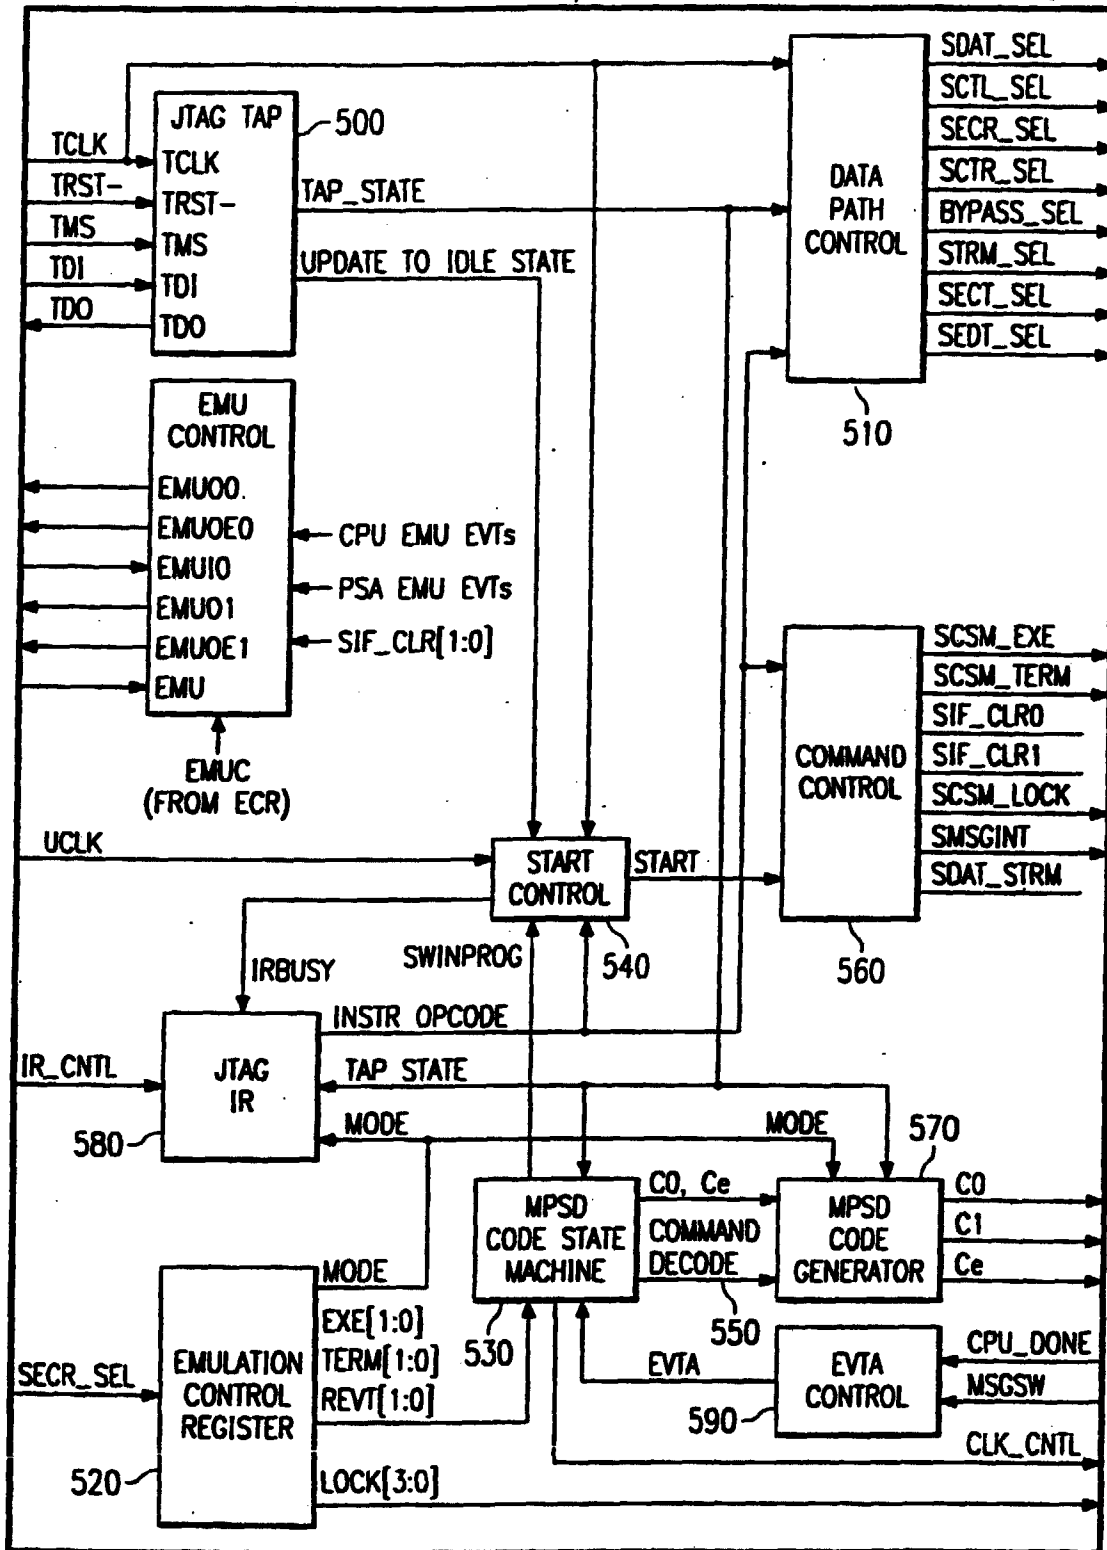 SDAT_SEL
SCTL_SEL
SECR_SEL
SCTR_SEL
BYPASS_SEL
STRM_SEL
SECT_SEL
SEDT_SEL
DATA
PATH
CONTROL
510
JTAG TAP
500
TCLK
TRST-
TMS
TDI
TDO
TCLK
TRST-
TMS
TDI
TDO
TAP_STATE
UPDATE TO IDLE STATE
EMU
CONTROL
EMUOO.
EMUOEO
EMUIO
EMUO1
EMUOE1
EMU
CPU EMU EVTs
PSA EMU EVTs
SIF_CLR[1:0]
EMUC
(FROM ECR)
SCSM_EXE
SCSM_TERM
SIF_CLR0
SIF_CLR1
SCSM_LOCK
SMSGINT
SDAT_STRM
COMMAND
CONTROL
560
UCLK
START
CONTROL
START
540
IRBUSY
SWINPROG
INSTR OPCODE
IR_CNTL
JTAG
IR
580
TAP STATE
MODE
MODE
570
MPSD
CODE STATE
MACHINE
530
C0, Ce
COMMAND
DECODE
550
MPSD
CODE
GENERATOR
C0
C1
Ce
MODE
EXE[1:0]
TERM[1:0]
REVT[1:0]
LOCK[3:0]
SECR_SEL
EMULATION
CONTROL
REGISTER
520
EVTA
EVTA
CONTROL
590
CPU_DONE
MSGSW
CLK_CNTL